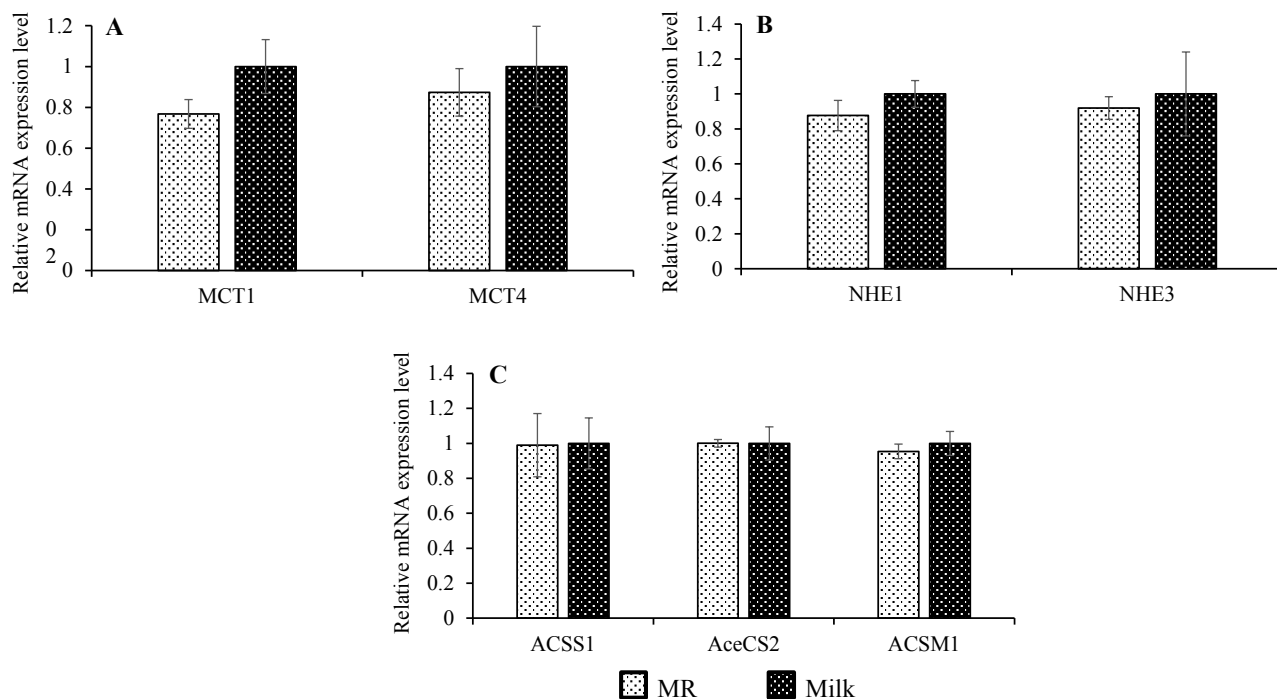 A
Relative mRNA expression level
1.2
1
0.8
0.6
0.4
0
2
0
MCT1 MCT4
B
Relative mRNA expression level
1.4
1.2
1
0.8
0.6
0.4
0.2
0
NHE1 NHE3
C
Relative mRNA expression level
1.4
1.2
1
0.8
0.6
0.4
0.2
0
ACSS1 AceCS2 ACSM1
MR Milk